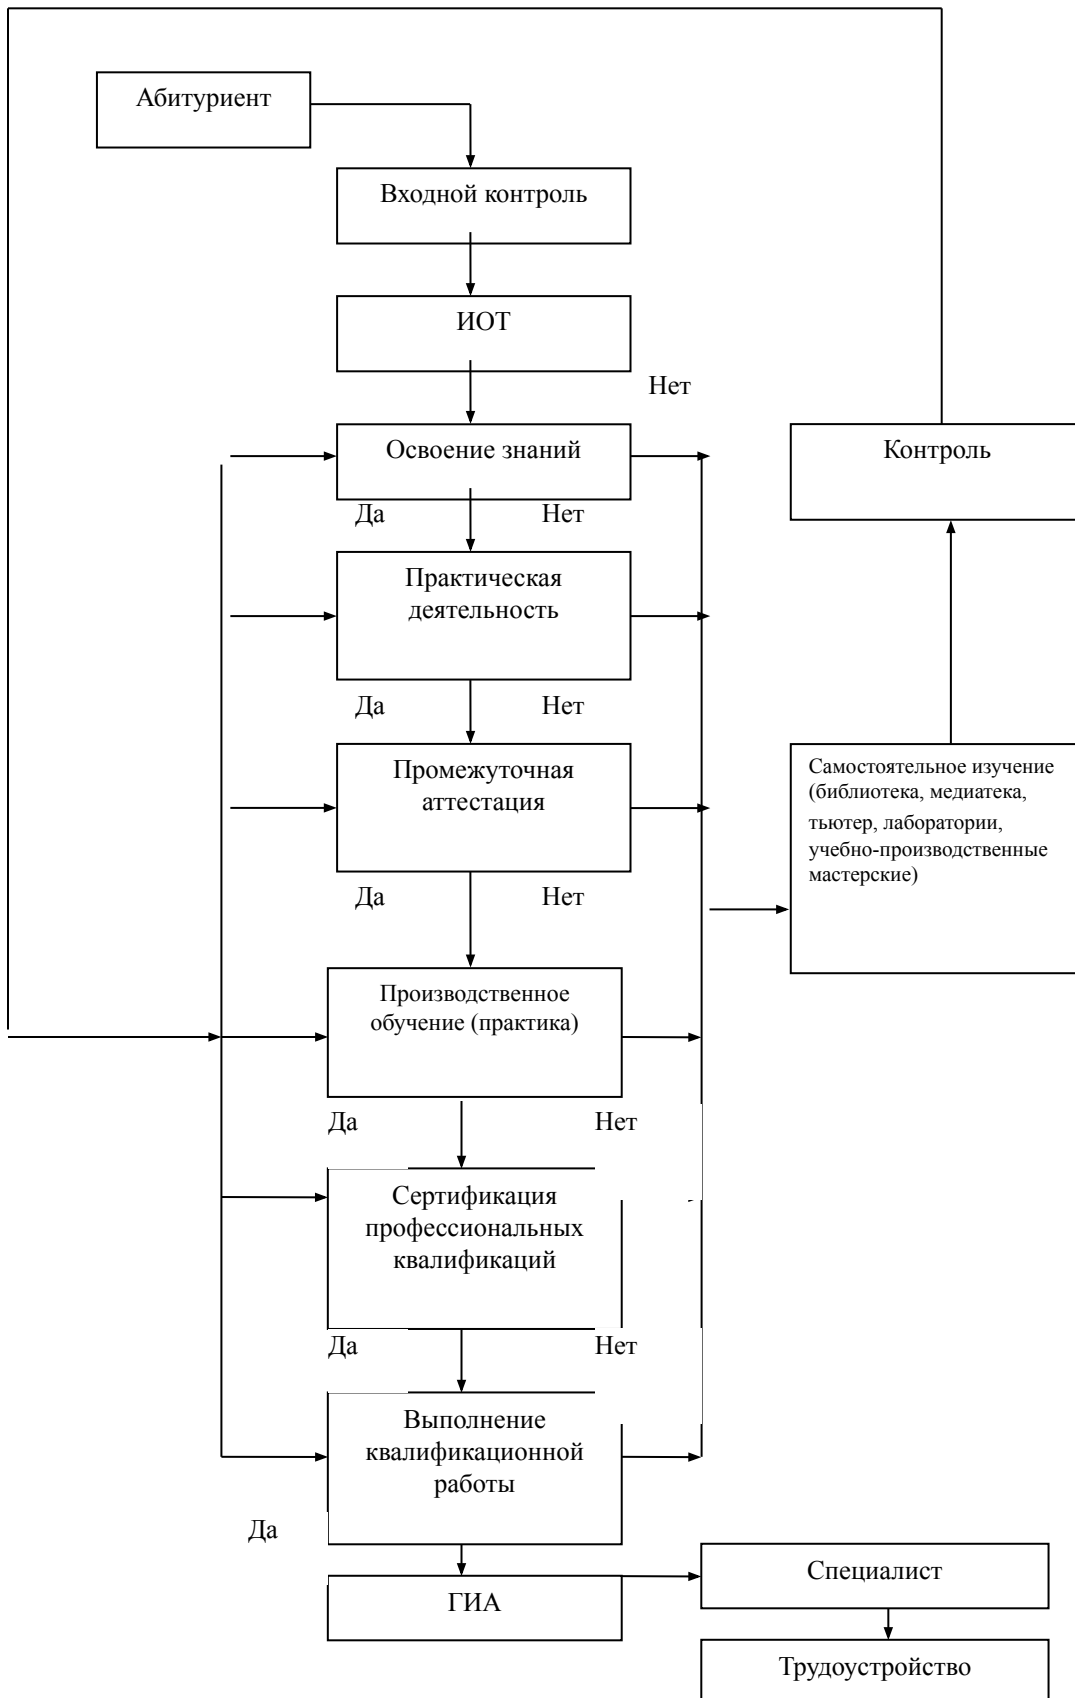 Абитуриент
Входной контроль
ИОТ
Нет
Освоение знаний
Контроль
Да
Нет
Практическая
деятельность
Да
Нет
Промежуточная
аттестация
Самостоятельное изучение
(библиотека, медиатека,
тьютер, лаборатории,
учебно-производственные
мастерские)
Да
Нет
Производственное
обучение (практика)
Да
Нет
Сертификация
профессиональных
квалификаций
Да
Нет
Выполнение
квалификационной
работы
Да
ГИА
Специалист
Трудоустройство